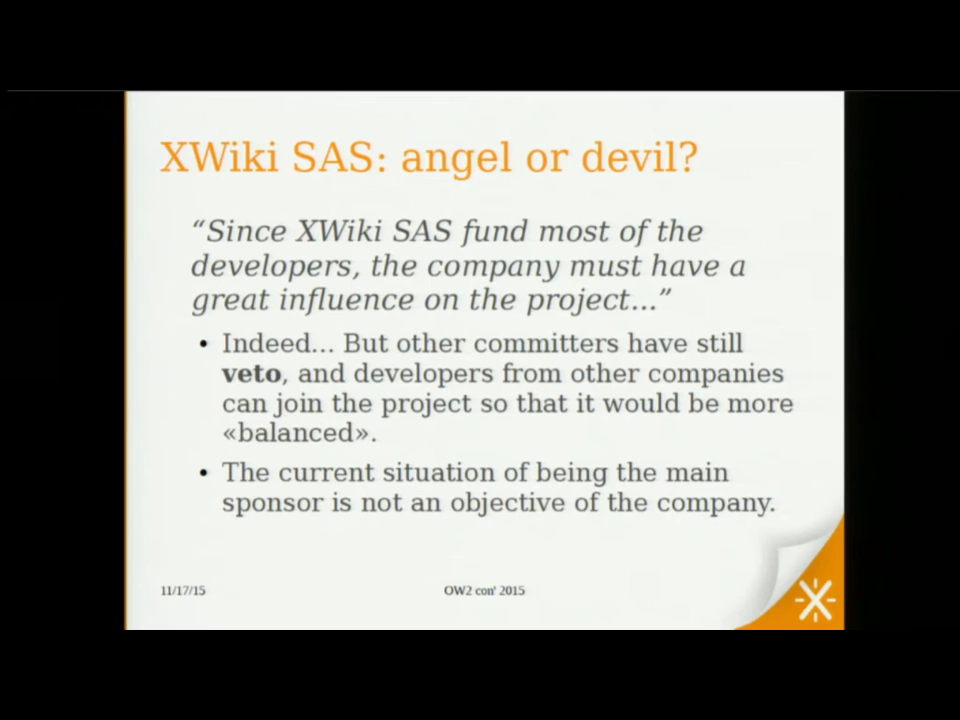 XWiki SAS: angel or devil?
“Since XWiki SAS fund most of the
developers, the company must have a
great influence on the project...”
• Indeed... But other committers have still
veto, and developers from other companies
can join the project so that it would be more
«balanced».
• The current situation of being the main
sponsor is not an objective of the company.
11/17/15
OW2 con' 2015